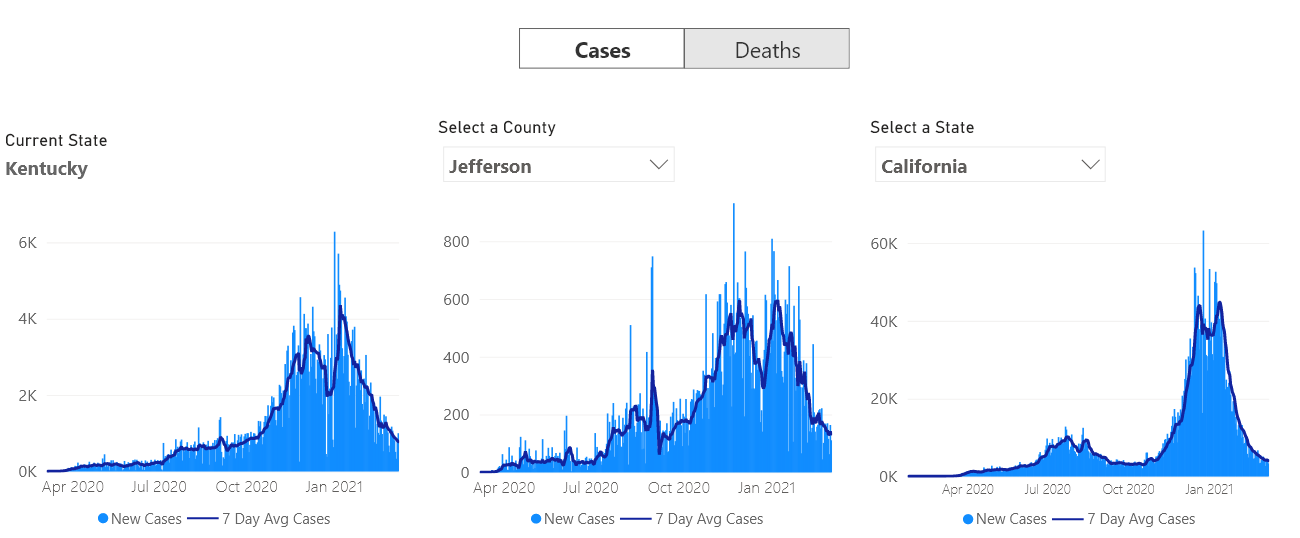 Cases
Deaths
Current State
Kentucky
6K
4K
2K
0K
Apr 2020 Jul 2020 Oct 2020 Jan 2021
New Cases 7 Day Avg Cases
Select a County
Jefferson
800
600
400
200
0
Apr 2020 Jul 2020 Oct 2020 Jan 2021
New Cases 7 Day Avg Cases
Select a State
California
60K
40K
20K
0K
Apr 2020 Jul 2020 Oct 2020 Jan 2021
New Cases 7 Day Avg Cases